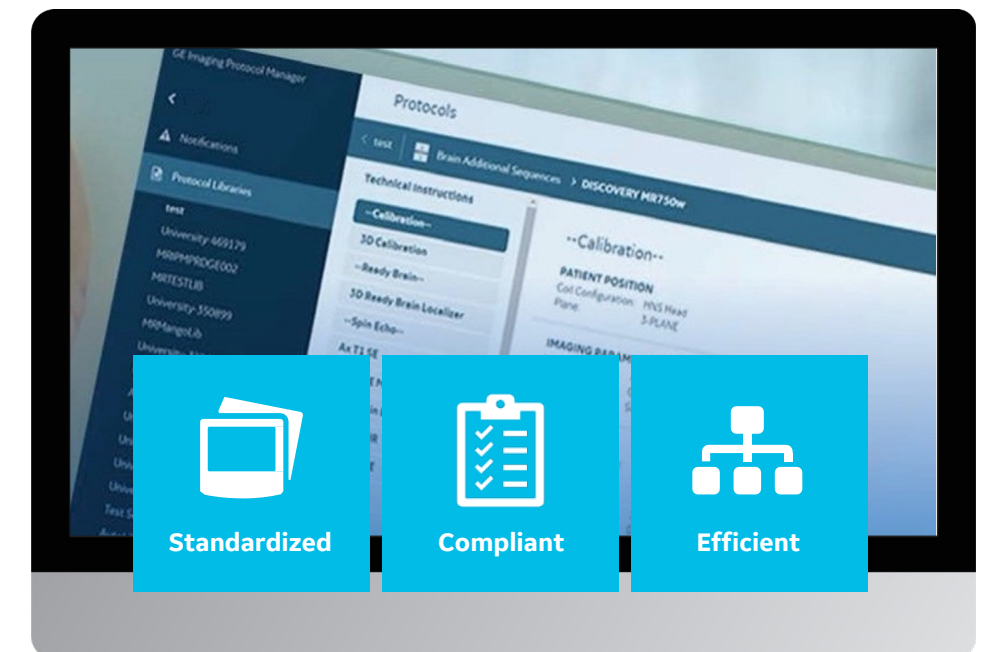 GE Imaging Protocol Manager
Notifications
Protocol Libraries
test
University-469179
MRIPMPRDGE002
MRTESTLIB
University-350899
MRMangoLib
Protocols
test
Brain Additional Sequences > DISCOVERY MR750w
Technical Instructions
--Calibration--
3D Calibration
--Ready Brain--
3D Ready Brain Localizer
--Spin Echo--
Ax T1 SE
--Calibration--
PATIENT POSITION
Coil Configuration: HNS Head
Plane: 3-PLANE
Standardized
Compliant
Efficient